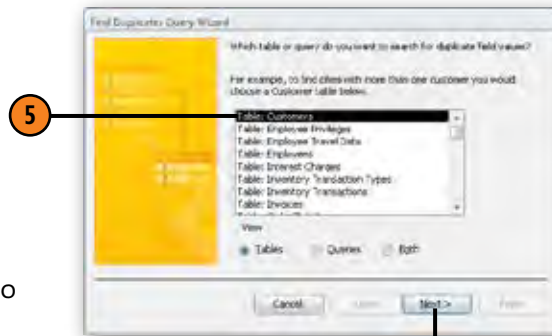 Find Duplicates Query Wizard
Which table or query do you want to search for duplicate field values?
For example, to find cities with more than one customer you would
choose a Customer table below.
5
Table: Customers
Table: Employee Privileges
Table: Employee Travel Data
Table: Employees
Table: Interest Charges
Table: Inventory Transaction Types
Table: Inventory Transactions
Table: Invoices
View
Tables Queries Both
o
Cancel Next >